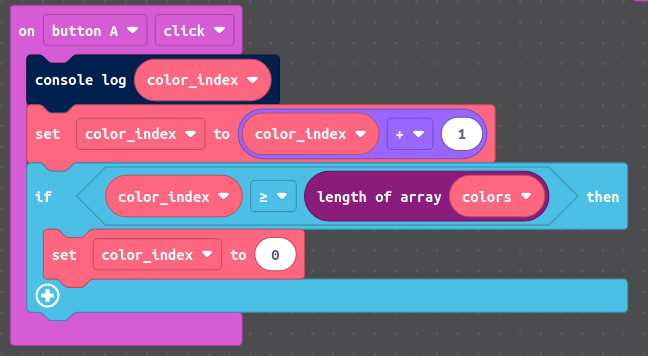 on button A click
console log color_index
set color_index to color_index + 1
if color_index ≥ length of array colors then
set color_index to 0